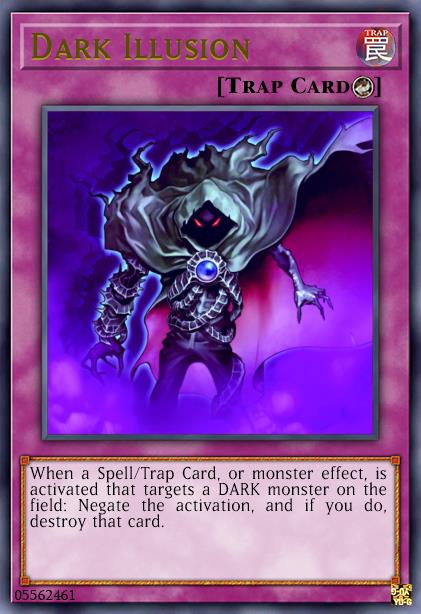 Dark Illusion
TRAP
罠
[Trap Card]
When a Spell/Trap Card, or monster effect, is
activated that targets a DARK monster on the
field: Negate the activation, and if you do,
destroy that card.
05562461